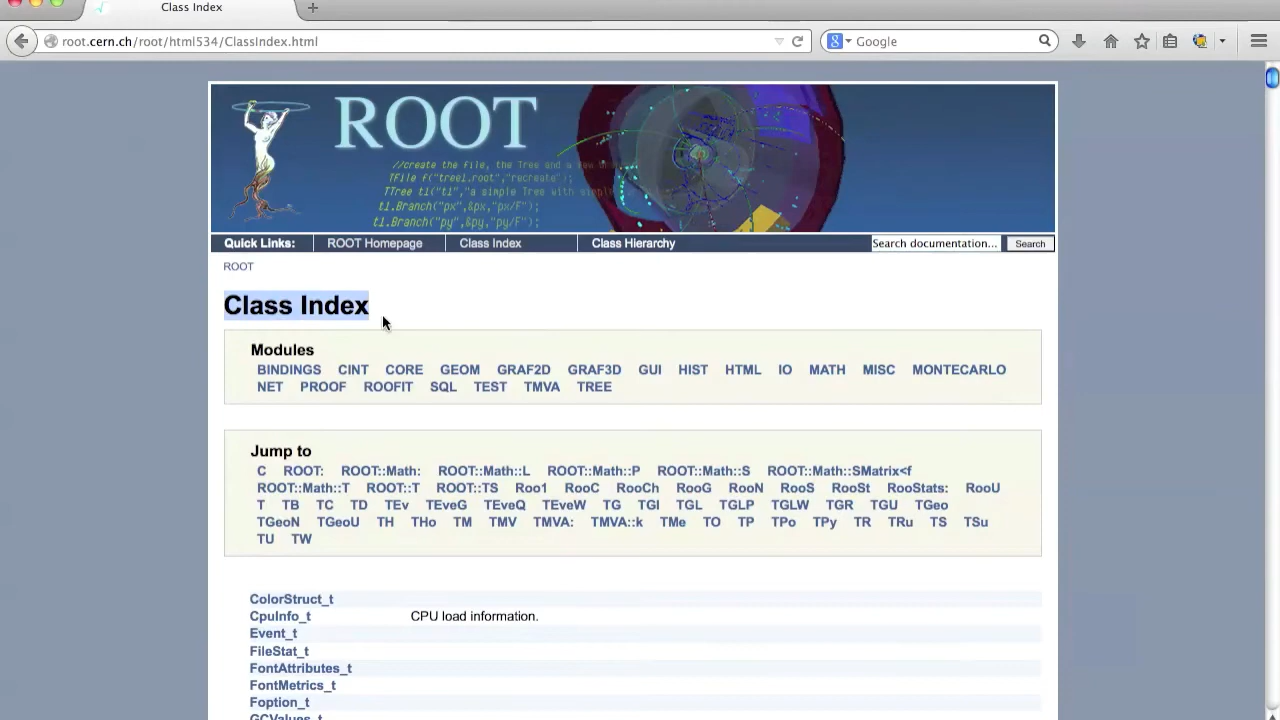 Class Index
root.cern.ch/root/html534/ClassIndex.html
Google
ROOT
//create the file, the Tree and a few br
TFile f("tree1.root","recreate");
TTree t1("t1","a simple Tree with simpl
t1.Branch("px",&px,"px/F");
t1.Branch("py",&py,"py/F");
Quick Links: ROOT Homepage Class Index Class Hierarchy Search documentation... Search
ROOT
Class Index
Modules
BINDINGS CINT CORE GEOM GRAF2D GRAF3D GUI HIST HTML IO MATH MISC MONTECARLO
NET PROOF ROOFIT SQL TEST TMVA TREE
Jump to
C ROOT: ROOT::Math: ROOT::Math::L ROOT::Math::P ROOT::Math::S ROOT::Math::SMatrix<f
ROOT::Math::T ROOT::T ROOT::TS Roo1 RooC RooCh RooG RooN RooS RooSt RooStats: RooU
T TB TC TD TEv TEveG TEveQ TEveW TG TGI TGL TGLP TGLW TGR TGU TGeo
TGeoN TGeoU TH THo TM TMV TMVA: TMVA::k TMe TO TP TPo TPy TR TRu TS TSu
TU TW
ColorStruct_t
CpuInfo_t CPU load information.
Event_t
FileStat_t
FontAttributes_t
FontMetrics_t
Foption_t
GCValues_t